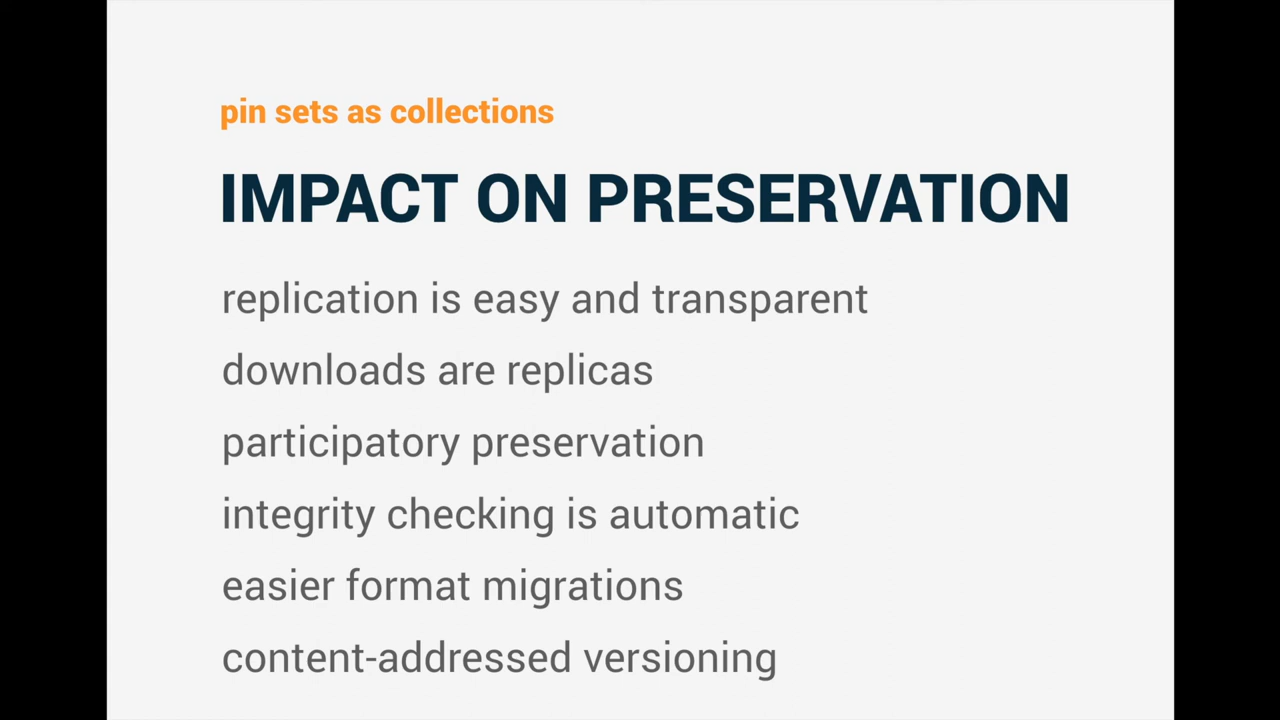 pin sets as collections
IMPACT ON PRESERVATION
replication is easy and transparent
downloads are replicas
participatory preservation
integrity checking is automatic
easier format migrations
content-addressed versioning